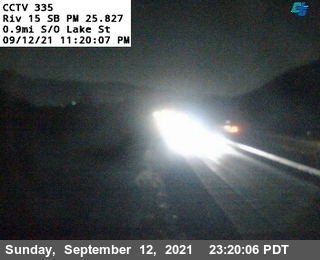 CCTV 335
Riv 15 SB PM 25.827
0.9mi S/O Lake St
09/12/21 11:20:07 PM
Sunday, September 12, 2021 23:20:06 PDT